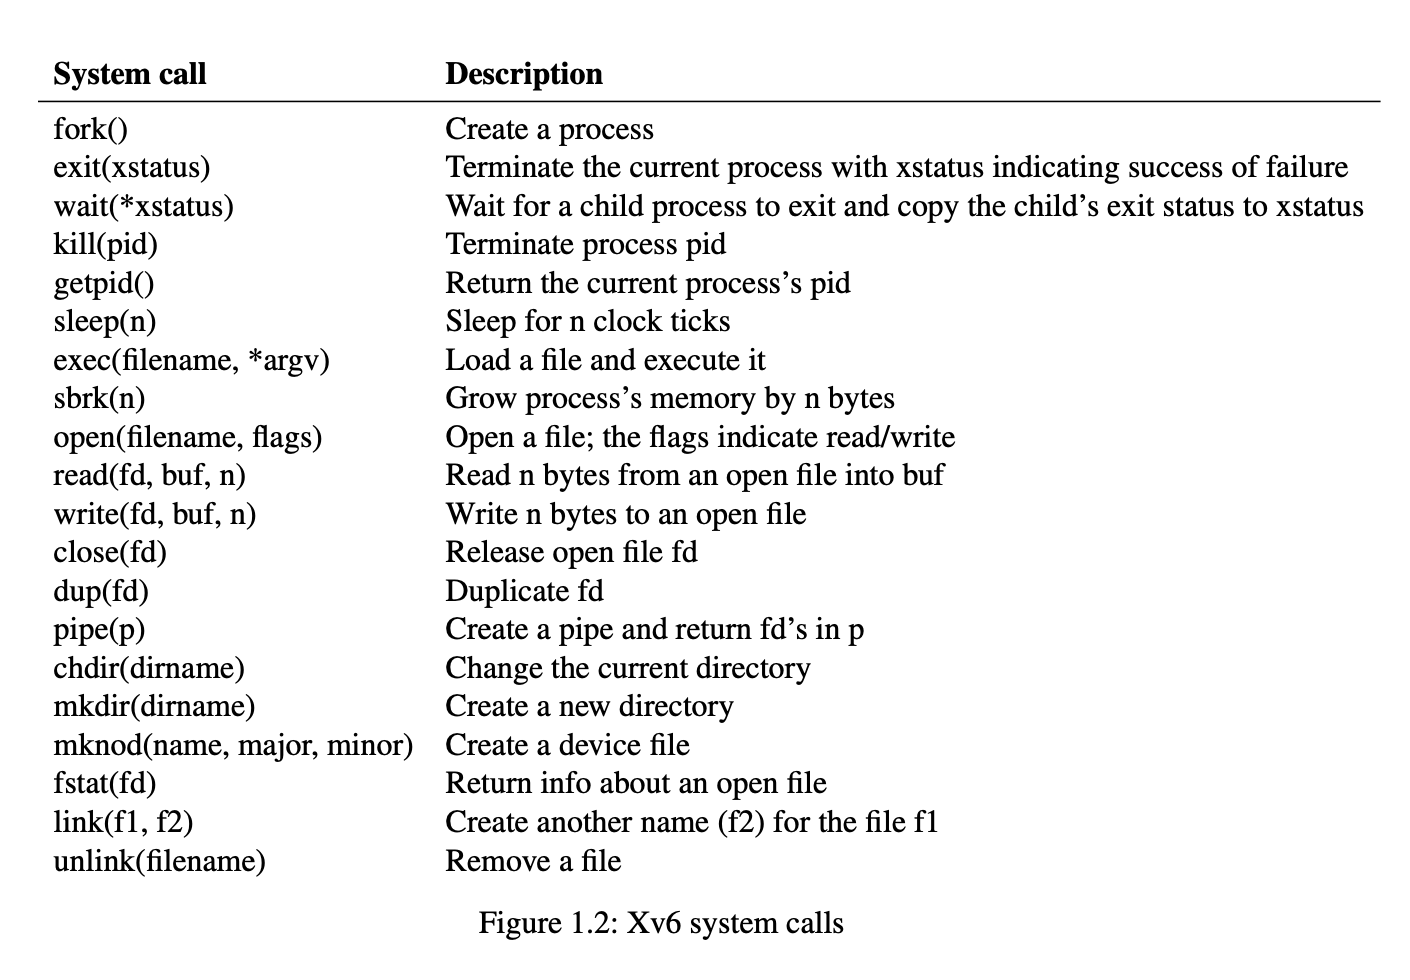 System call Description
fork() Create a process
exit(xstatus) Terminate the current process with xstatus indicating success of failure
wait(*xstatus) Wait for a child process to exit and copy the child’s exit status to xstatus
kill(pid) Terminate process pid
getpid() Return the current process’s pid
sleep(n) Sleep for n clock ticks
exec(filename, *argv) Load a file and execute it
sbrk(n) Grow process’s memory by n bytes
open(filename, flags) Open a file; the flags indicate read/write
read(fd, buf, n) Read n bytes from an open file into buf
write(fd, buf, n) Write n bytes to an open file
close(fd) Release open file fd
dup(fd) Duplicate fd
pipe(p) Create a pipe and return fd’s in p
chdir(dirname) Change the current directory
mkdir(dirname) Create a new directory
mknod(name, major, minor) Create a device file
fstat(fd) Return info about an open file
link(f1, f2) Create another name (f2) for the file f1
unlink(filename) Remove a file
Figure 1.2: Xv6 system calls